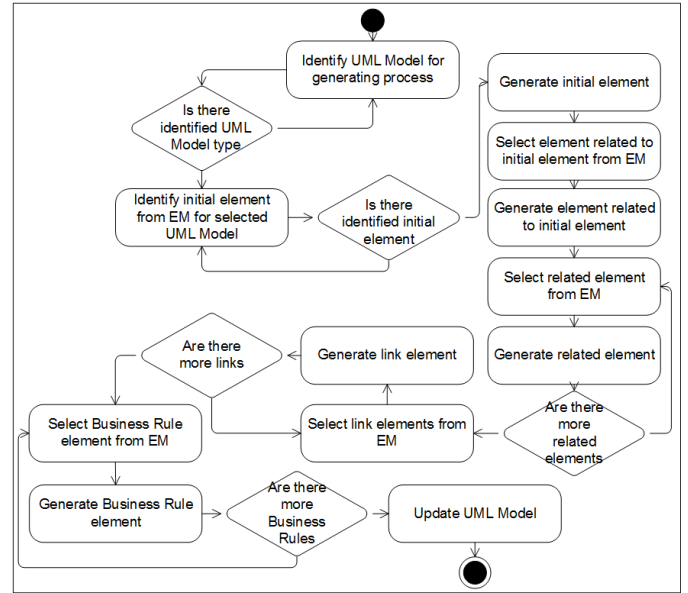 Identify UML Model for
generating process
Is there
identified UML
Model type
Identify initial element
from EM for selected
UML Model
Is there
identified initial
element
Generate initial element
Select element related to
initial element from EM
Generate element related
to initial element
Select related element
from EM
Generate related element
Are there
more
related
elements
Select link elements from
EM
Generate link element
Are there
more links
Select Business Rule
element from EM
Generate Business Rule
element
Are there
more
Business
Rules
Update UML Model